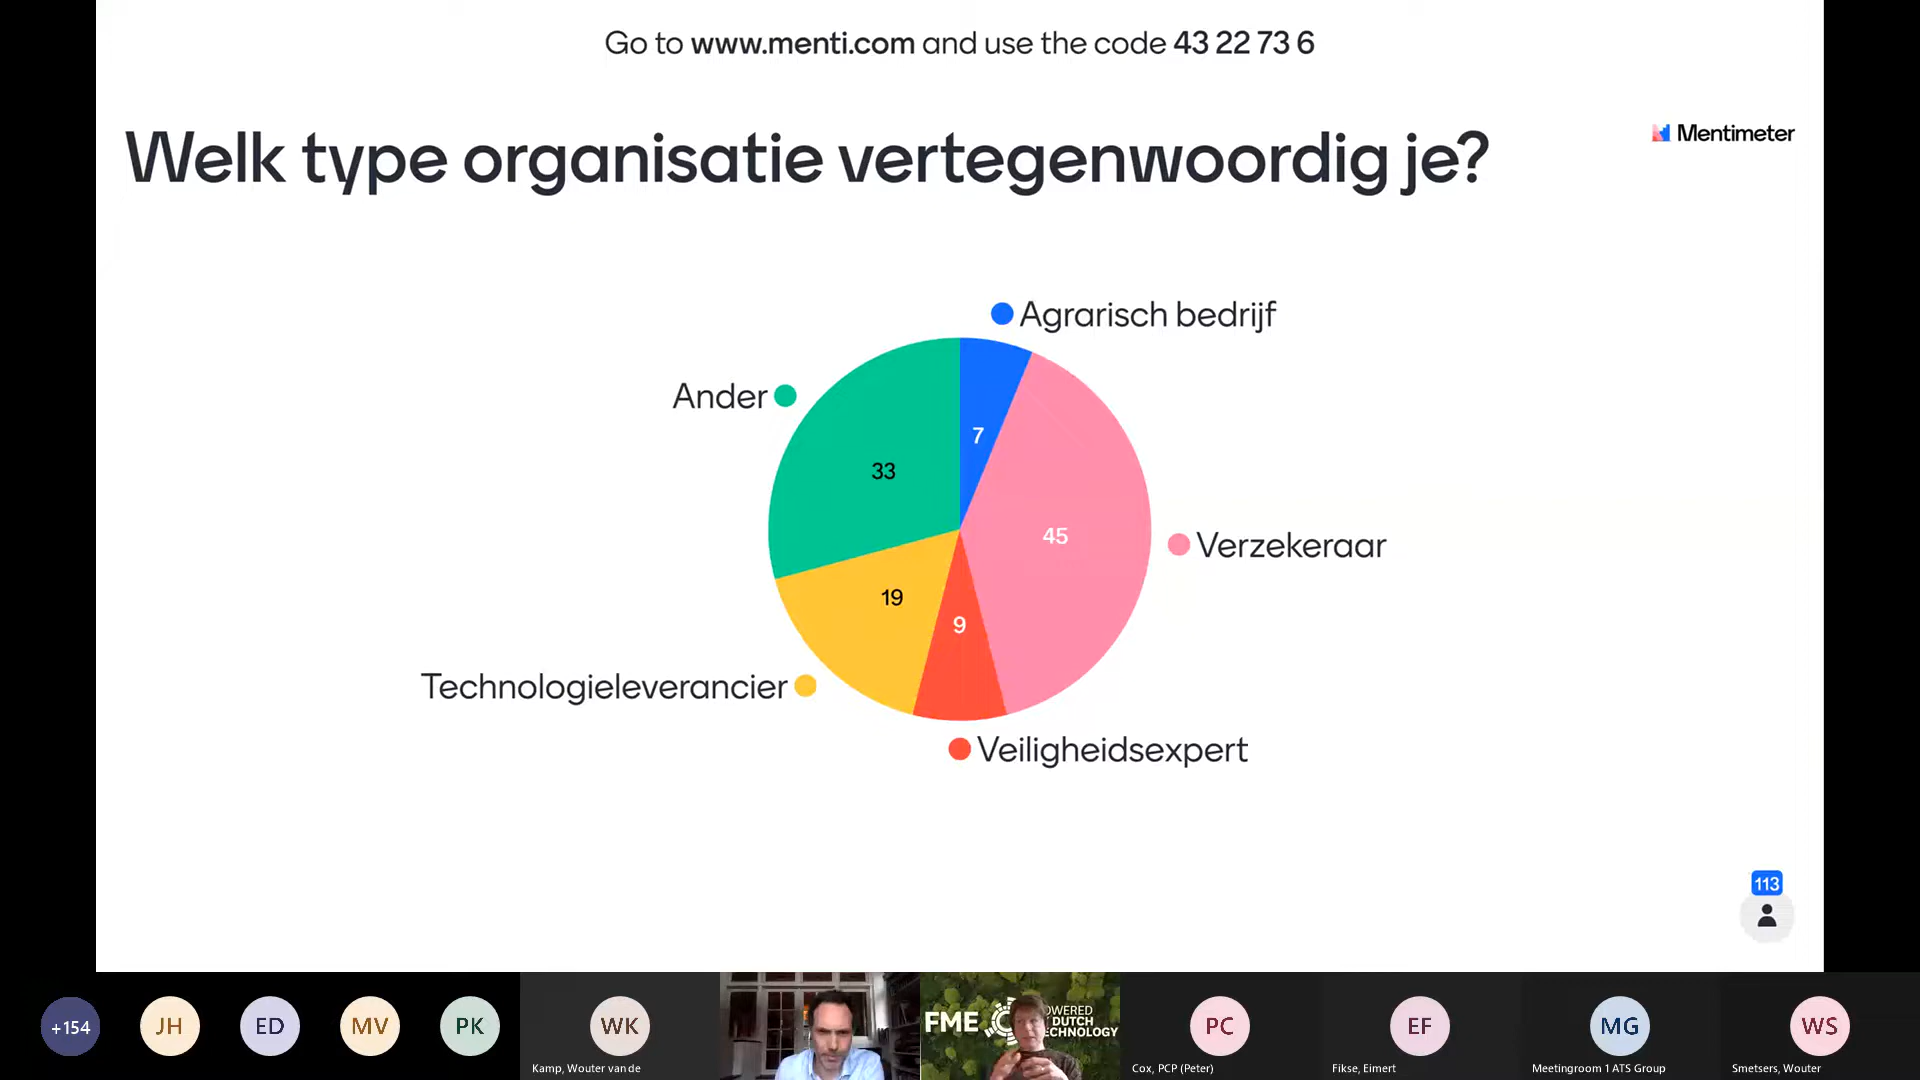 Go to www.menti.com and use the code 43 22 73 6
Welk type organisatie vertegenwoordig je?
Mentimeter
Agrarisch bedrijf
Ander
7
33
45
Verzekeraar
19
9
Technologieleverancier
Veiligheidsexpert
113
+154
JH
ED
MV
PK
WK
Kamp, Wouter van de
FME
OWERED
DUTCH
ECHNOLOGY
PC
Cox, PCP (Peter)
EF
Fikse, Eimert
MG
Meetingroom 1 ATS Group
WS
Smetsers, Wouter